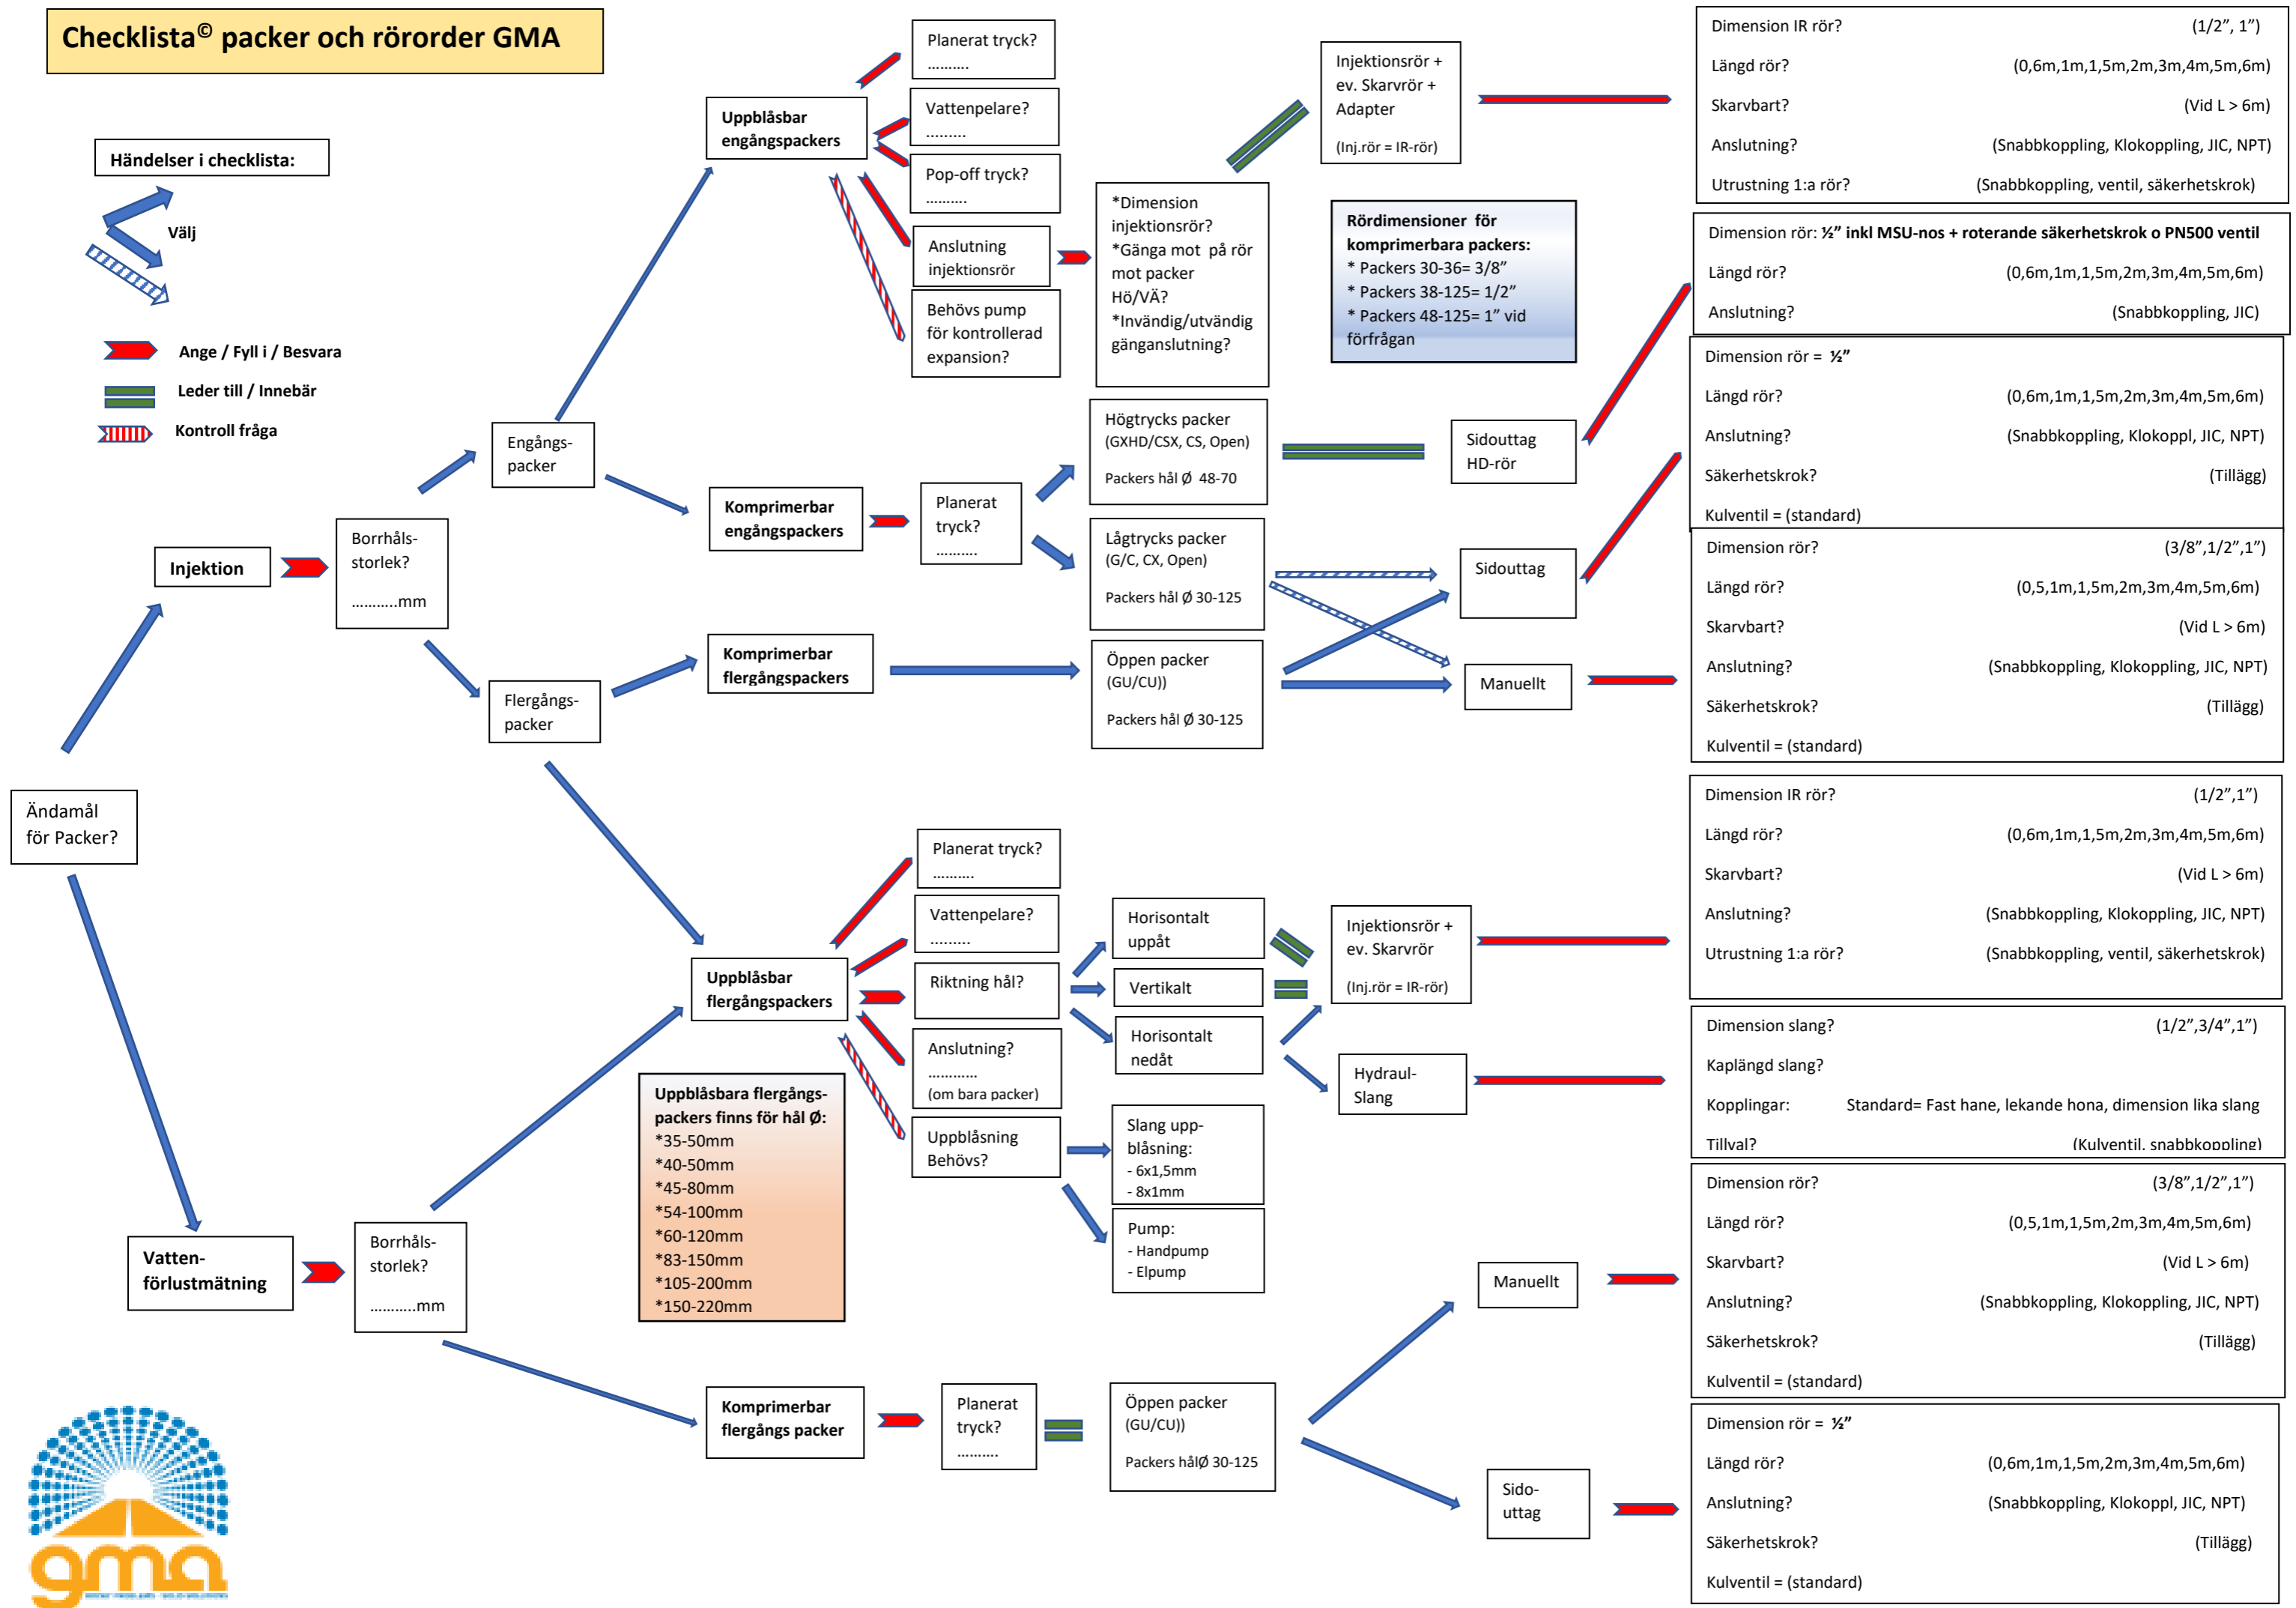 Checklista© packer och rörorder GMA
Händelser i checklista:
Välj
Ange / Fyll i / Besvara
Leder till / Innebär
Kontroll fråga
Ändamål
för Packer?
Injektion
Borrhåls-
storlek?
………..mm
Engångs-
packer
Flergångs-
packer
Uppblåsbar
engångspackers
Planerat tryck?
……….
Vattenpelare?
………
Pop-off tryck?
……….
Anslutning
injektionsrör
Behövs pump
för kontrollerad
expansion?
*Dimension
injektionsrör?
*Gänga mot  på rör
mot packer
Hö/VÄ?
*Invändig/utvändig
gänganslutning?
Injektionsrör +
ev. Skarvrör +
Adapter
(Inj.rör = IR-rör)
Rördimensioner  för
komprimerbara packers:
* Packers 30-36= 3/8”
* Packers 38-125= 1/2”
* Packers 48-125= 1” vid
förfrågan
Komprimerbar
engångspackers
Planerat
tryck?
……….
Högtrycks packer
(GXHD/CSX, CS, Open)
Packers hål Ø  48-70
Lågtrycks packer
(G/C, CX, Open)
Packers hål Ø 30-125
Sidouttag
HD-rör
Sidouttag
Manuellt
Komprimerbar
flergångspackers
Öppen packer
(GU/CU))
Packers hål Ø 30-125
Uppblåsbar
flergångspackers
Planerat tryck?
……….
Vattenpelare?
………
Riktning hål?
Anslutning?
…………
(om bara packer)
Uppblåsning
Behövs?
Horisontalt
uppåt
Vertikalt
Horisontalt
nedåt
Slang upp-
blåsning:
- 6x1,5mm
- 8x1mm
Pump:
- Handpump
- Elpump
Injektionsrör +
ev. Skarvrör
(Inj.rör = IR-rör)
Hydraul-
Slang
Uppblåsbara flergångs-
packers finns för hål Ø:
*35-50mm
*40-50mm
*45-80mm
*54-100mm
*60-120mm
*83-150mm
*105-200mm
*150-220mm
Vatten-
förlustmätning
Borrhåls-
storlek?
………..mm
Komprimerbar
flergångs packer
Planerat
tryck?
……….
Öppen packer
(GU/CU))
Packers hålØ 30-125
Manuellt
Sido-
uttag
Dimension IR rör? (1/2”, 1”)
Längd rör? (0,6m,1m,1,5m,2m,3m,4m,5m,6m)
Skarvbart? (Vid L > 6m)
Anslutning? (Snabbkoppling, Klokoppling, JIC, NPT)
Utrustning 1:a rör? (Snabbkoppling, ventil, säkerhetskrok)
Dimension rör: ½” inkl MSU-nos + roterande säkerhetskrok o PN500 ventil
Längd rör? (0,6m,1m,1,5m,2m,3m,4m,5m,6m)
Anslutning? (Snabbkoppling, JIC)
Dimension rör =  ½”
Längd rör? (0,6m,1m,1,5m,2m,3m,4m,5m,6m)
Anslutning? (Snabbkoppling, Klokoppl, JIC, NPT)
Säkerhetskrok? (Tillägg)
Kulventil = (standard)
Dimension rör? (3/8”,1/2”,1”)
Längd rör? (0,5,1m,1,5m,2m,3m,4m,5m,6m)
Skarvbart? (Vid L > 6m)
Anslutning? (Snabbkoppling, Klokoppling, JIC, NPT)
Säkerhetskrok? (Tillägg)
Kulventil = (standard)
Dimension IR rör? (1/2”,1”)
Längd rör? (0,6m,1m,1,5m,2m,3m,4m,5m,6m)
Skarvbart? (Vid L > 6m)
Anslutning? (Snabbkoppling, Klokoppling, JIC, NPT)
Utrustning 1:a rör? (Snabbkoppling, ventil, säkerhetskrok)
Dimension slang? (1/2”,3/4”,1”)
Kaplängd slang?
Kopplingar: Standard= Fast hane, lekande hona, dimension lika slang
Tillval? (Kulventil. snabbkoppling)
Dimension rör? (3/8”,1/2”,1”)
Längd rör? (0,5,1m,1,5m,2m,3m,4m,5m,6m)
Skarvbart? (Vid L > 6m)
Anslutning? (Snabbkoppling, Klokoppling, JIC, NPT)
Säkerhetskrok? (Tillägg)
Kulventil = (standard)
Dimension rör =  ½”
Längd rör? (0,6m,1m,1,5m,2m,3m,4m,5m,6m)
Anslutning? (Snabbkoppling, Klokoppl, JIC, NPT)
Säkerhetskrok? (Tillägg)
Kulventil = (standard)
gma